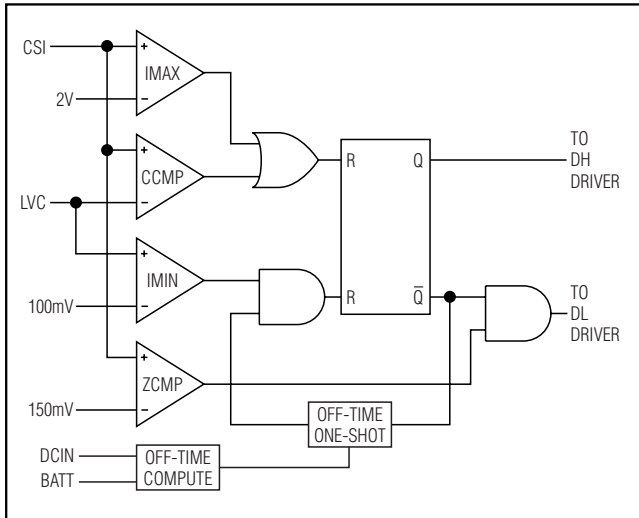 CSI
IMAX
2V
+
−
CCMP
+
−
LVC
IMIN
+
−
100mV
ZCMP
+
−
150mV
R Q
R Q̅
TO
DH
DRIVER
TO
DL
DRIVER
OFF-TIME
ONE-SHOT
DCIN
BATT
OFF-TIME
COMPUTE